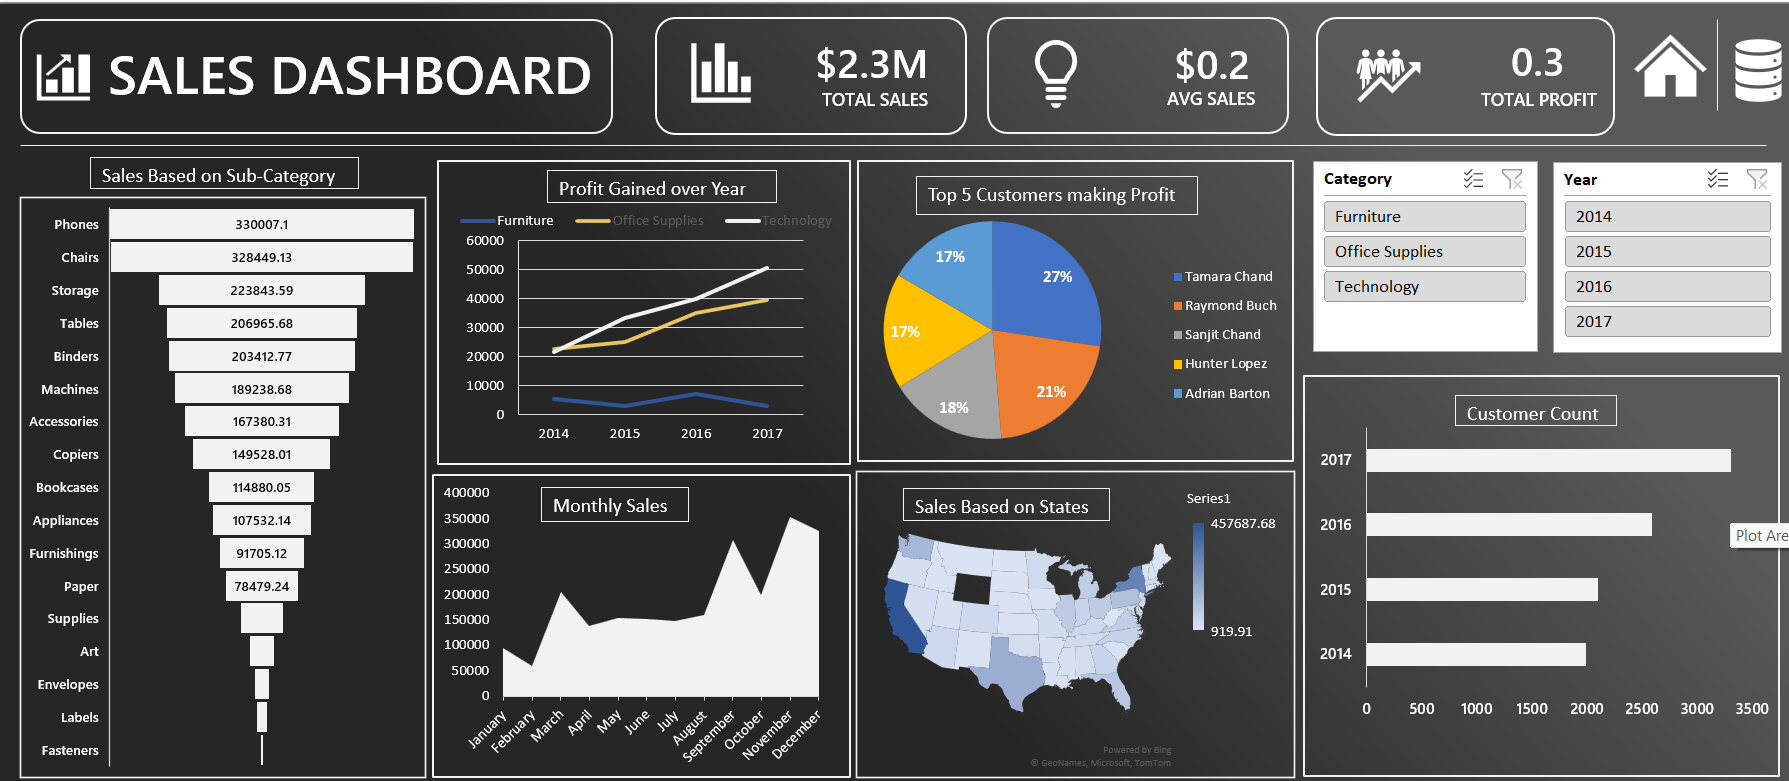 SALES DASHBOARD
$2.3M
TOTAL SALES
$0.2
AVG SALES
0.3
TOTAL PROFIT
Sales Based on Sub-Category
Phones 330007.1
Chairs 328449.13
Storage 223843.59
Tables 206965.68
Binders 203412.77
Machines 189238.68
Accessories 167380.31
Copiers 149528.01
Bookcases 114880.05
Appliances 107532.14
Furnishings 91705.12
Paper 78479.24
Supplies
Art
Envelopes
Labels
Fasteners
Profit Gained over Year
Furniture Office Supplies Technology
60000
50000
40000
30000
20000
10000
0
2014 2015 2016 2017
Monthly Sales
400000
350000
300000
250000
200000
150000
100000
50000
0
January February March April May June July August September October November December
Top 5 Customers making Profit
17% 27%
17%
21%
18%
Tamara Chand
Raymond Buch
Sanjit Chand
Hunter Lopez
Adrian Barton
Sales Based on States
Series1
457687.68
919.91
Powered by Bing
© GeoNames, Microsoft, TomTom
Category
Furniture
Office Supplies
Technology
Year
2014
2015
2016
2017
Customer Count
2017
2016
Plot Are
2015
2014
0 500 1000 1500 2000 2500 3000 3500